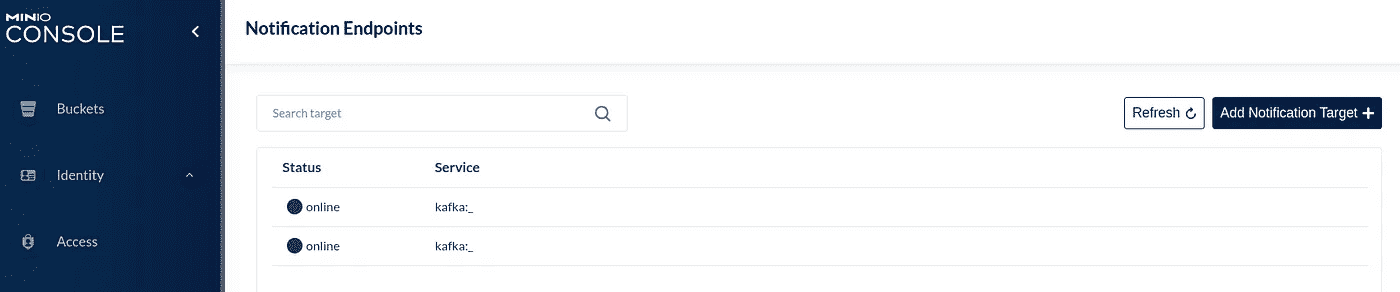 MINIO
CONSOLE
Notification Endpoints
Buckets
Identity
Access
Search target
Refresh
Add Notification Target
Status Service
online kafka:_
online kafka:_